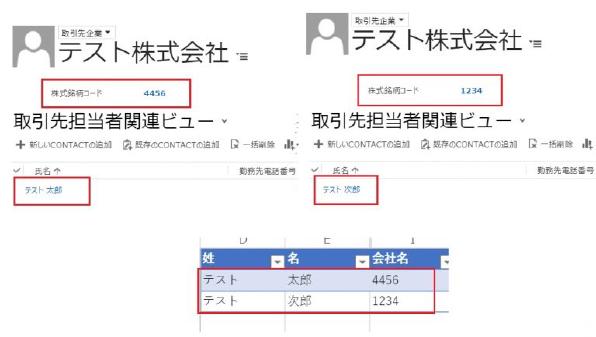 取引先企業
テスト株式会社
株式銘柄コード 4456
取引先担当者関連ビュー
新しいCONTACTの追加 既存のCONTACTの追加 一括削除
氏名 勤務先電話番号
テスト 太郎
取引先企業
テスト株式会社
株式銘柄コード 1234
取引先担当者関連ビュー
新しいCONTACTの追加 既存のCONTACTの追加 一括削除
氏名 勤務先電話番号
テスト 次郎
D E I
姓 名 会社名
テスト 太郎 4456
テスト 次郎 1234